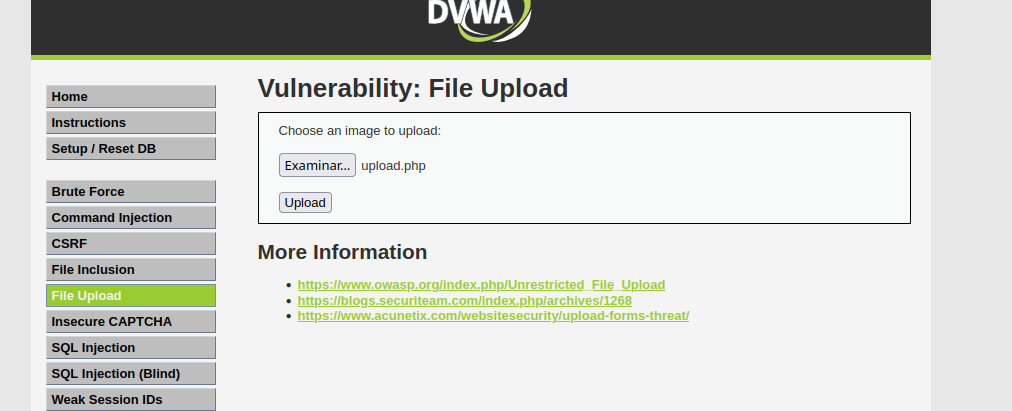 DVWA
Vulnerability: File Upload
Home
Instructions
Setup / Reset DB
Brute Force
Command Injection
CSRF
File Inclusion
File Upload
Insecure CAPTCHA
SQL Injection
SQL Injection (Blind)
Weak Session IDs
Choose an image to upload:
Examinar... upload.php
Upload
More Information
• https://www.owasp.org/index.php/Unrestricted_File_Upload
• https://blogs.securiteam.com/index.php/archives/1268
• https://www.acunetix.com/websitesecurity/upload-forms-threat/